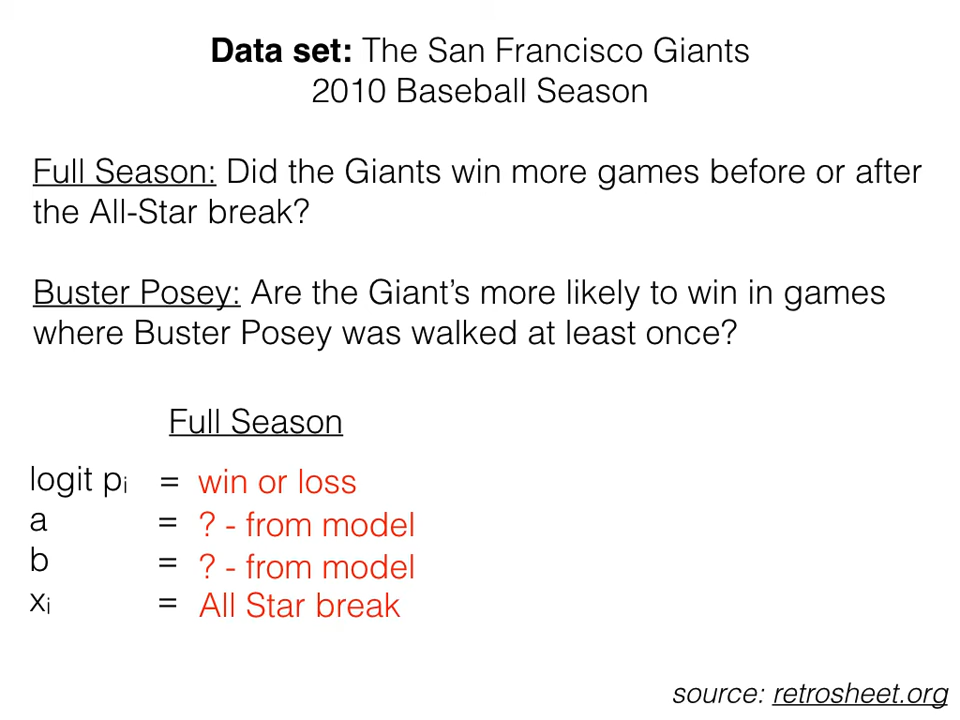 Data set: The San Francisco Giants
2010 Baseball Season
Full Season: Did the Giants win more games before or after
the All-Star break?
Buster Posey: Are the Giant's more likely to win in games
where Buster Posey was walked at least once?
Full Season
logit pᵢ = win or loss
a = ? - from model
b = ? - from model
xᵢ = All Star break
source: retrosheet.org